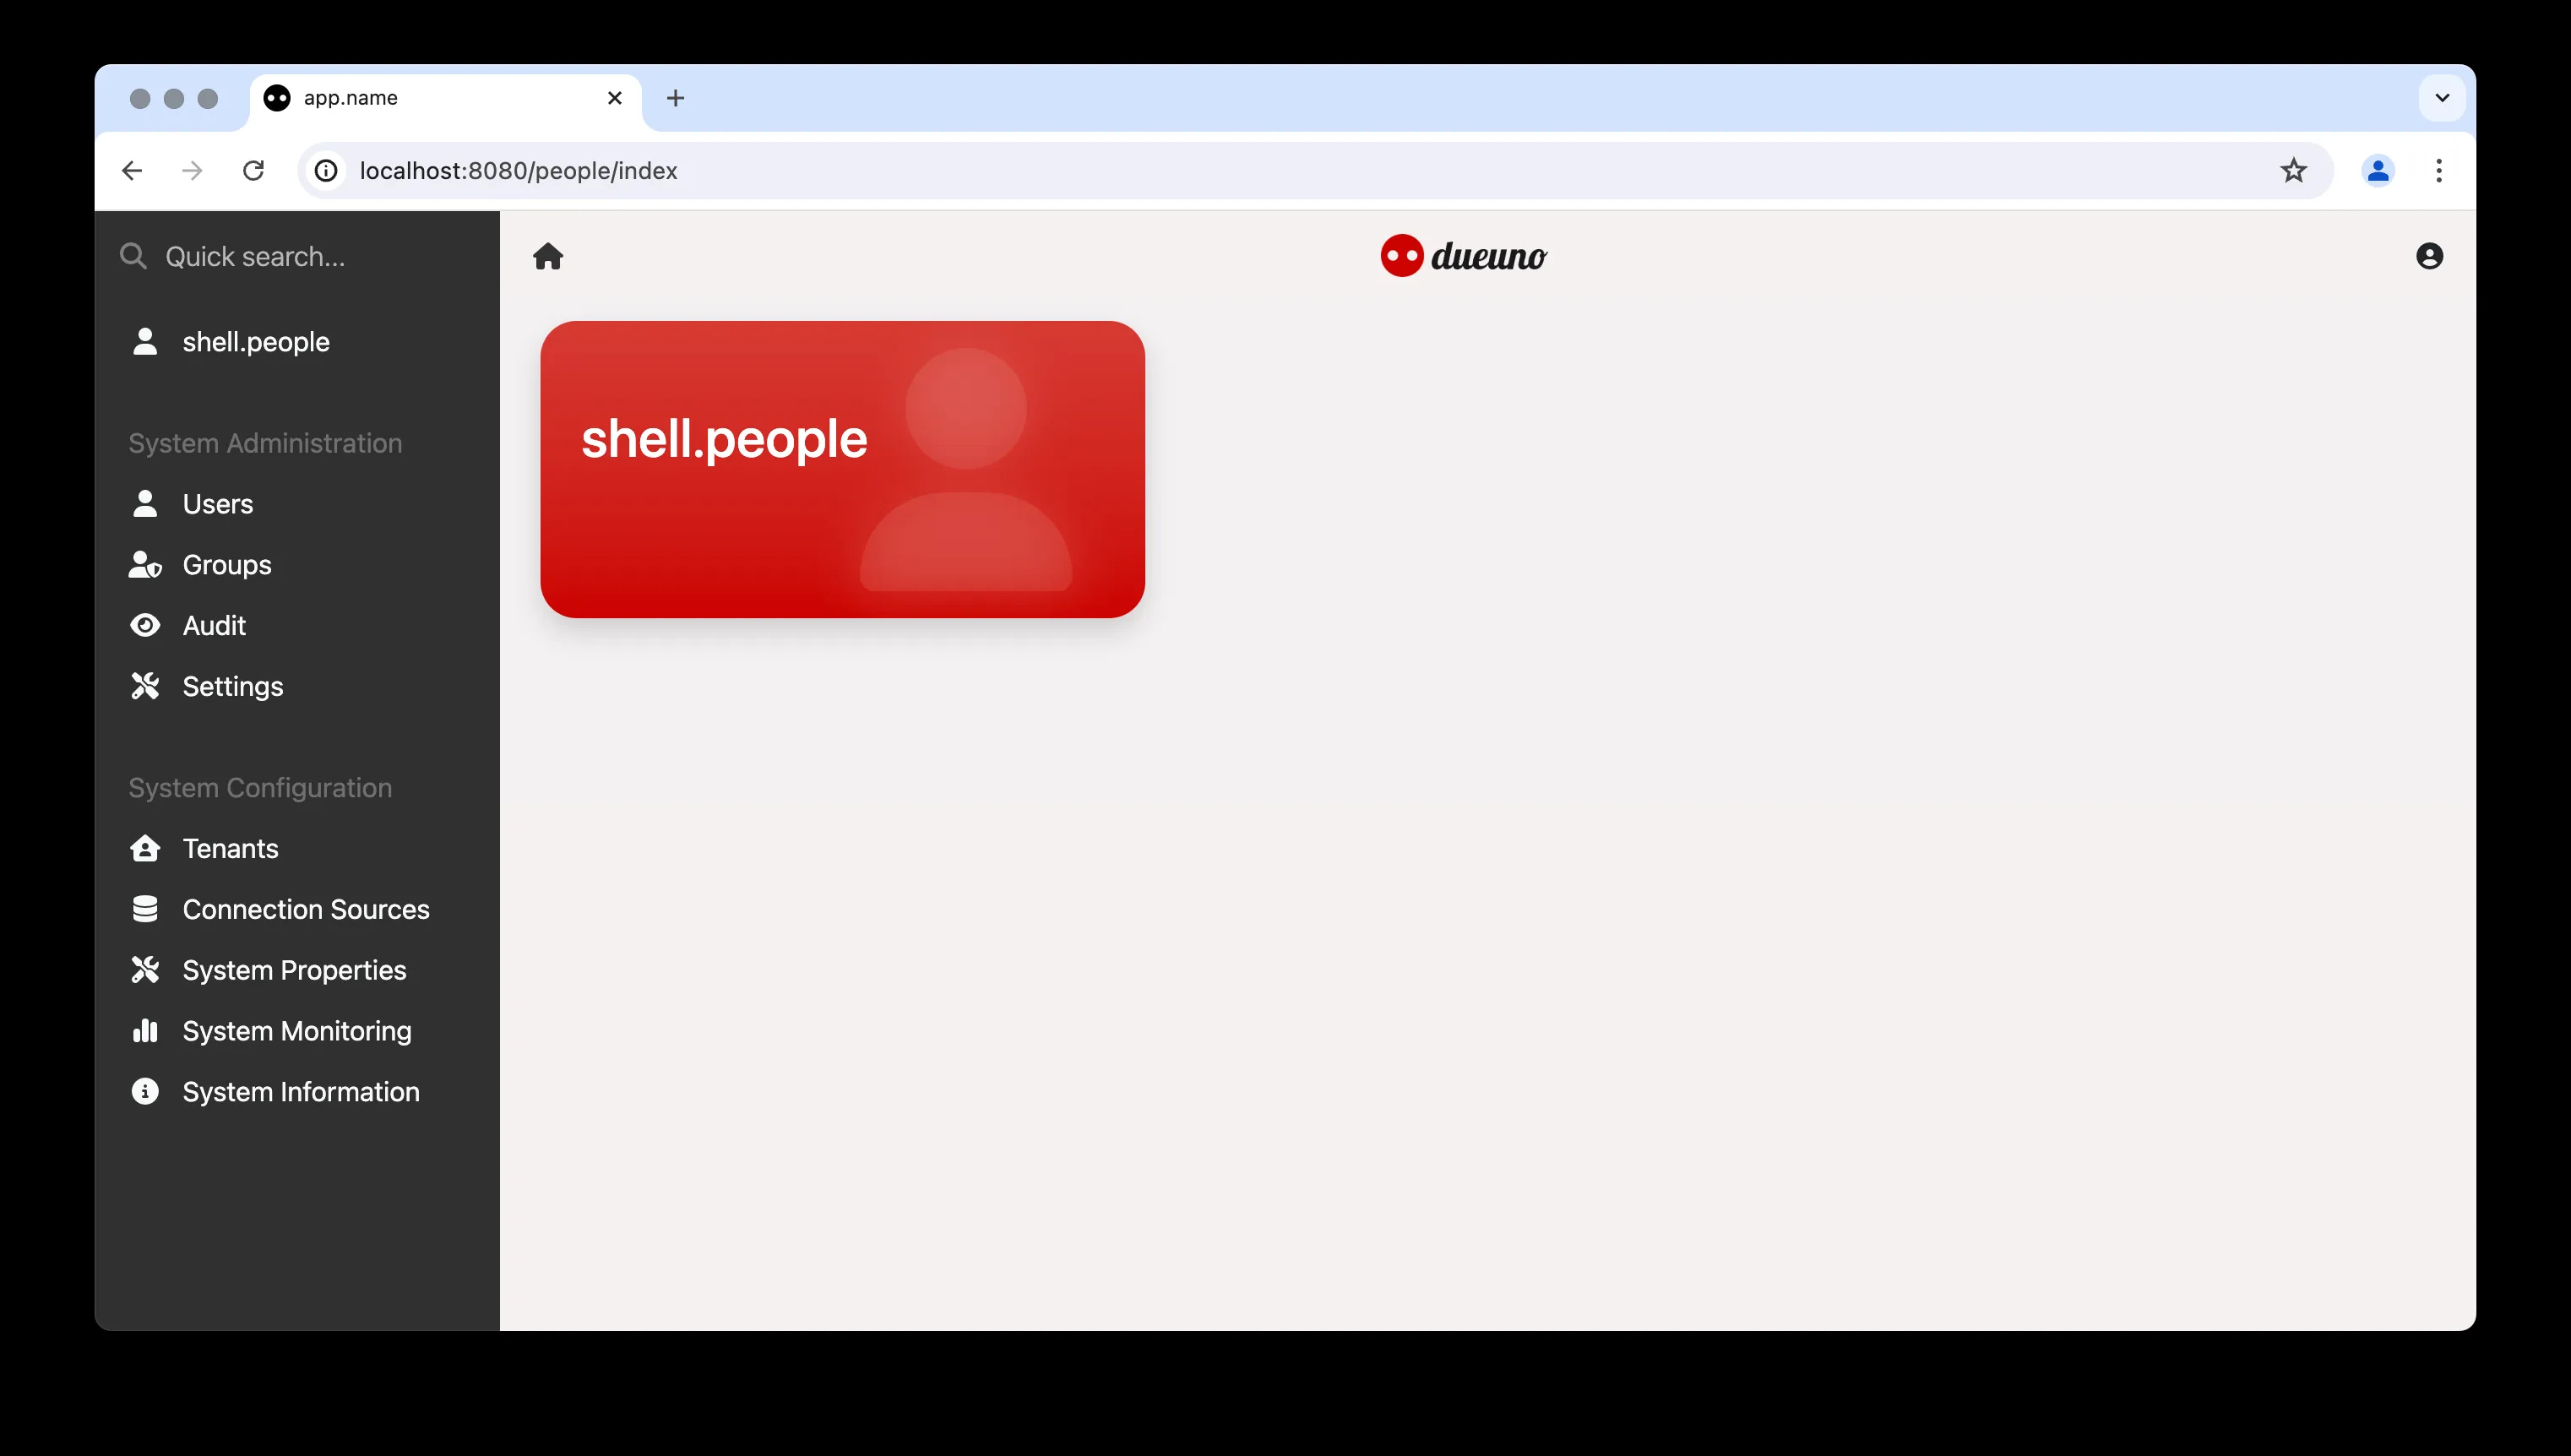 app.name
localhost:8080/people/index
Quick search...
dueuno
shell.people
shell.people
System Administration
Users
Groups
Audit
Settings
System Configuration
Tenants
Connection Sources
System Properties
System Monitoring
System Information